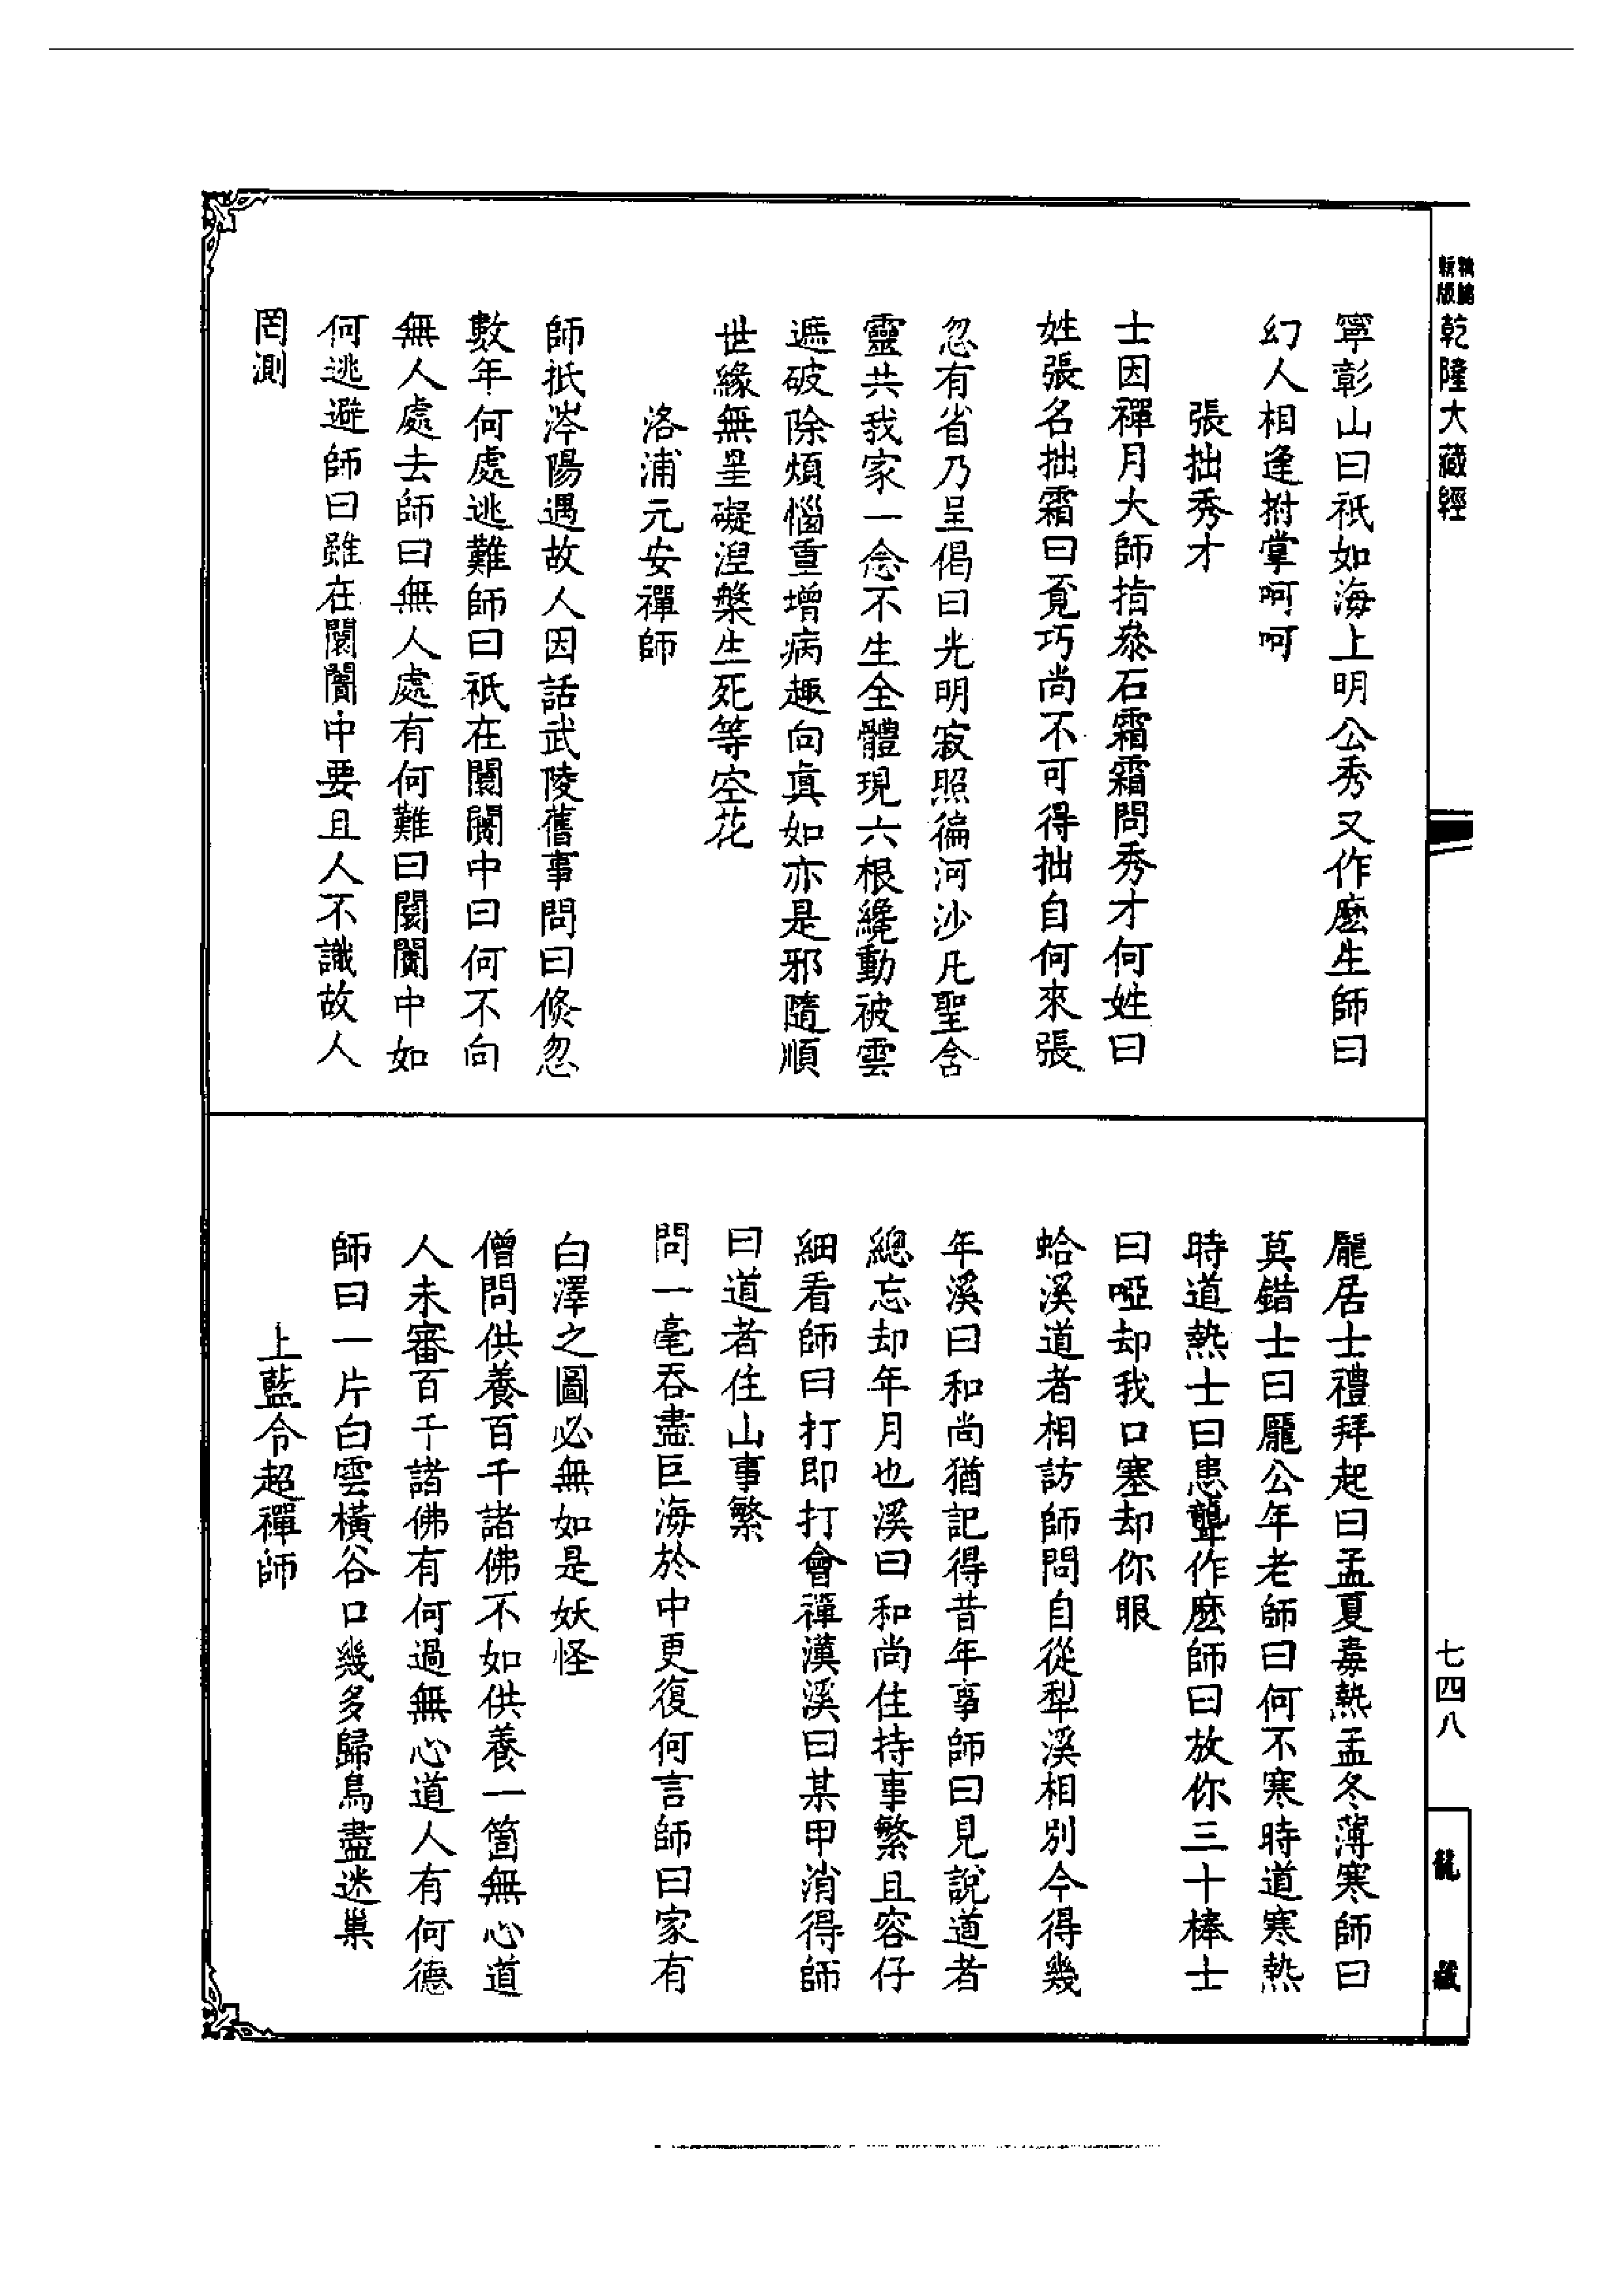 乾隆大藏經
寧彰山曰祇如海上明公秀又作麽生師曰
幻人相逢拊掌呵呵
張拙秀才
士因禪月大師指叅石霜霜問秀才何姓曰
姓張名拙霜曰覔巧尚不可得拙自何來張
忽有省乃呈偈曰光明寂照徧河沙凡聖含
靈共我家一念不生全體現六根纔動被雲
遮破除煩惱重增病趣向眞如亦是邪隨順
世緣無罣礙湼槃生死等空花
洛浦元安禪師
師抵涔陽遇故人因話武陵舊事問曰倐忽
數年何處逃難師曰祇在闤闠中曰何不向
無人處去師曰無人處有何難曰闤闠中如
何逃避師曰雖在闤闠中要且人不識故人
罔測
龐居士禮拜起曰孟夏毒熱孟冬薄寒師曰
莫錯士曰龐公年老師曰何不寒時道寒熱
時道熱士曰患聾作麽師曰放你三十棒士
曰啞却我口塞却你眼
蛤溪道者相訪師問自從犁溪相別今得幾
年溪曰和尚猶記得昔年事師曰見說道者
總忘却年月也溪曰和尚住持事繁且容仔
細看師曰打即打會禪漢溪曰某甲消得師
曰道者住山事繁
問一毫吞盡巨海於中更復何言師曰家有
白澤之圖必無如是妖怪
僧問供養百千諸佛不如供養一箇無心道
人未審百千諸佛有何過無心道人有何德
師曰一片白雲橫谷口幾多歸鳥盡迷巢
上藍令超禪師
七四八
龍藏